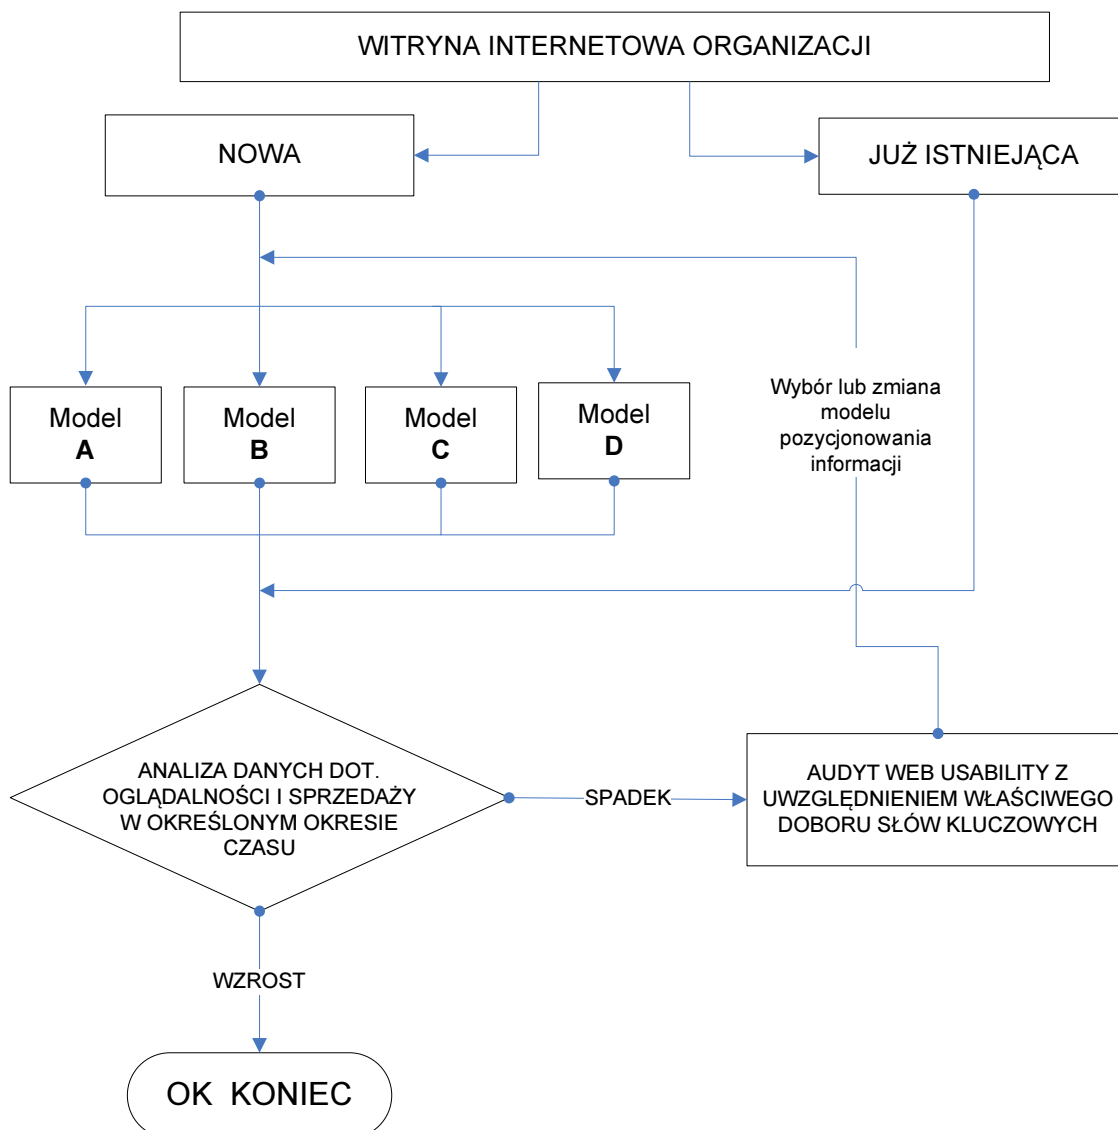 WITRYNA INTERNETOWA ORGANIZACJI
NOWA
JUŻ ISTNIEJĄCA
Model
A
Model
B
Model
C
Model
D
Wybór lub zmiana
modelu
pozycjonowania
informacji
ANALIZA DANYCH DOT.
OGLĄDALNOŚCI I SPRZEDAŻY
W OKREŚLONYM OKRESIE
CZASU
SPADEK
AUDYT WEB USABILITY Z
UWZGLĘDNIENIEM WŁAŚCIWEGO
DOBORU SŁÓW KLUCZOWYCH
WZROST
OK KONIEC